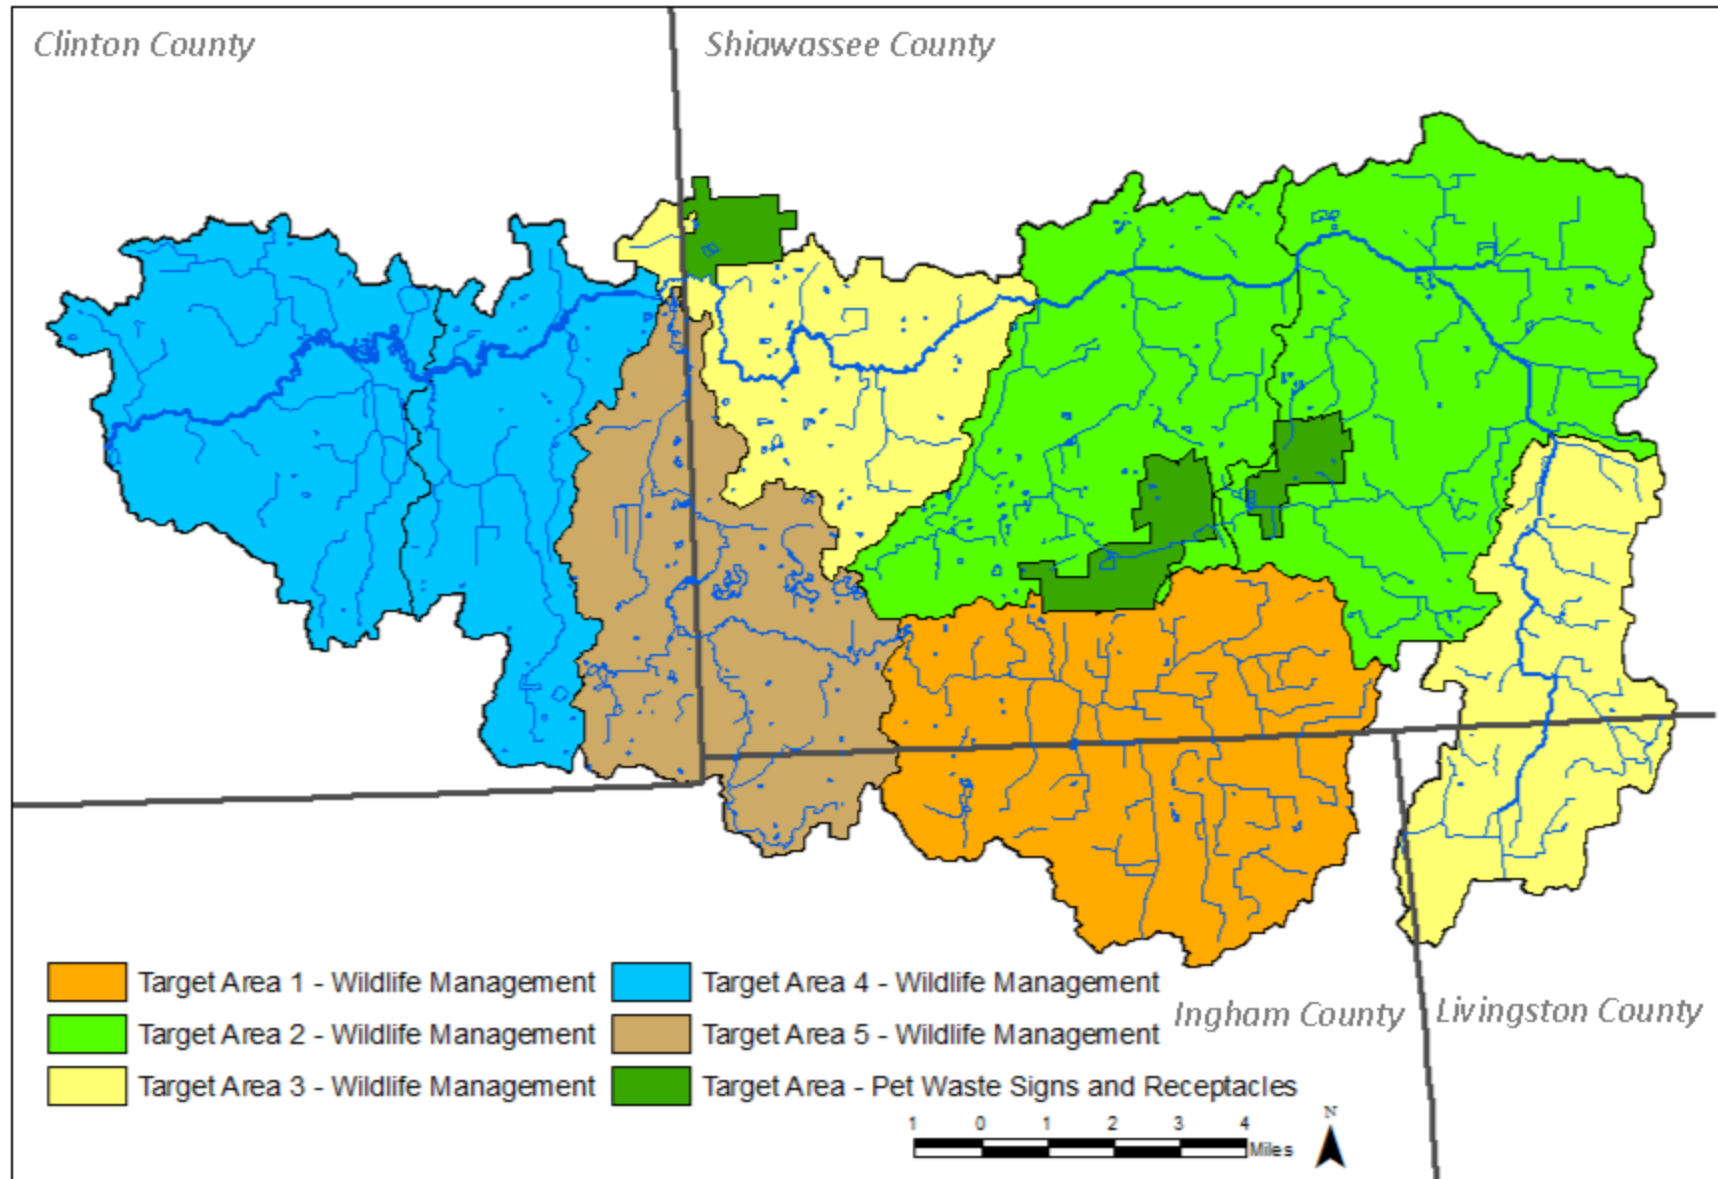 Clinton County
Shiawassee County
Target Area 1 - Wildlife Management
Target Area 2 - Wildlife Management
Target Area 3 - Wildlife Management
Target Area 4 - Wildlife Management
Target Area 5 - Wildlife Management
Target Area - Pet Waste Signs and Receptacles
Ingham County
Livingston County
1 0 1 2 3 4
Miles
N